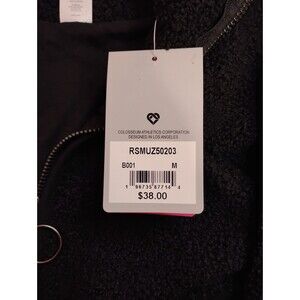 COLOSSEUM ATHLETICS CORPORATION
DESIGNED IN LOS ANGELES
RSMUZ50203
B001 M
$38.00